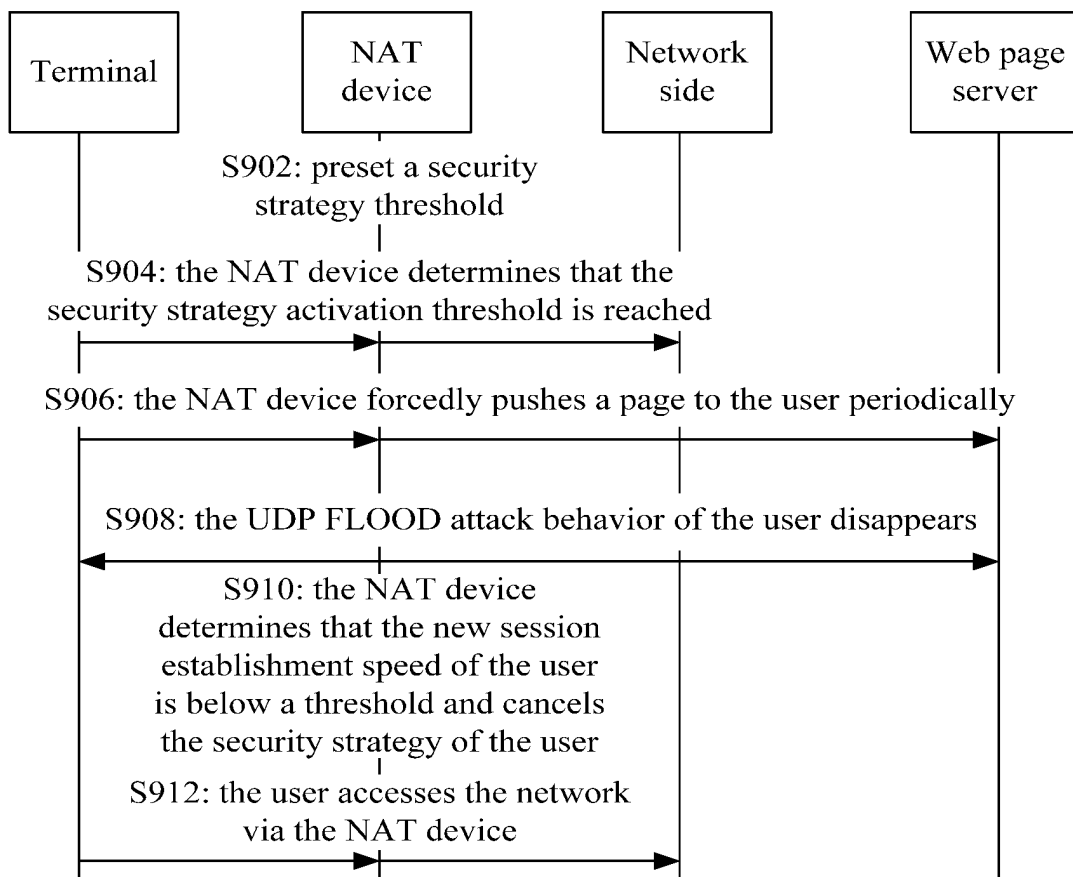 Terminal
NAT
device
Network
side
Web page
server
S902: preset a security
strategy threshold
S904: the NAT device determines that the
security strategy activation threshold is reached
S906: the NAT device forcedly pushes a page to the user periodically
S908: the UDP FLOOD attack behavior of the user disappears
S910: the NAT device
determines that the new session
establishment speed of the user
is below a threshold and cancels
the security strategy of the user
S912: the user accesses the network
via the NAT device